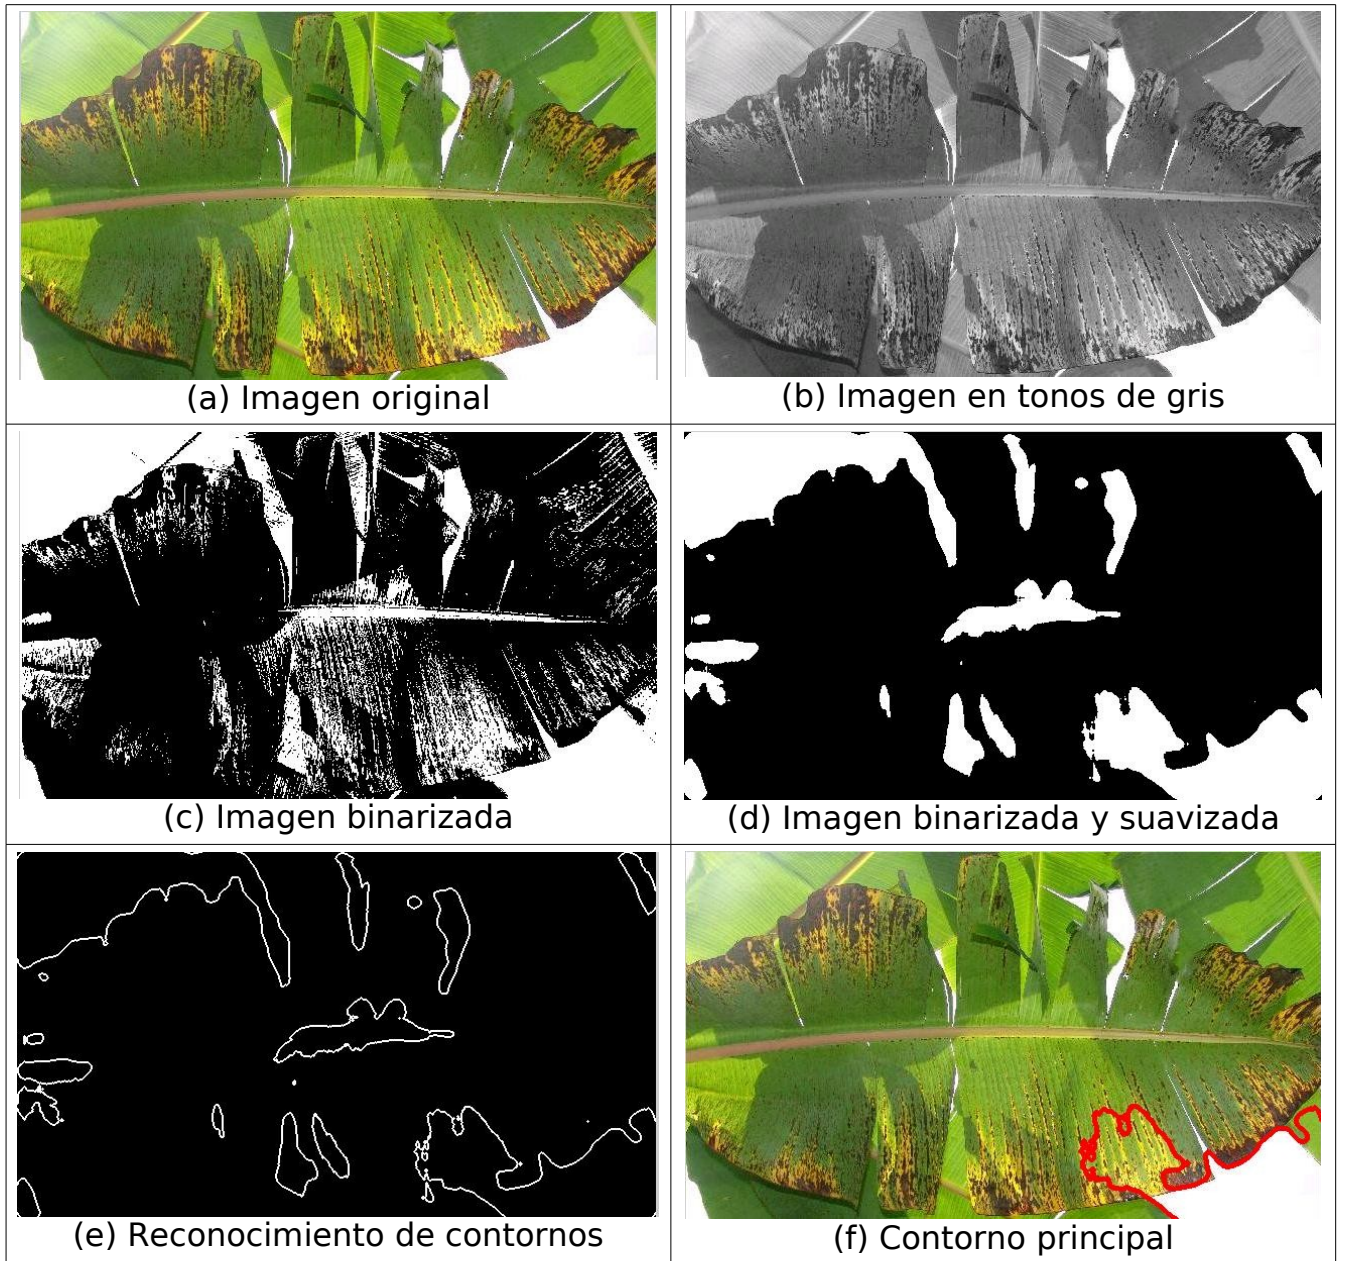 (a) Imagen original
(b) Imagen en tonos de gris
(c) Imagen binarizada
(d) Imagen binarizada y suavizada
(e) Reconocimiento de contornos
(f) Contorno principal